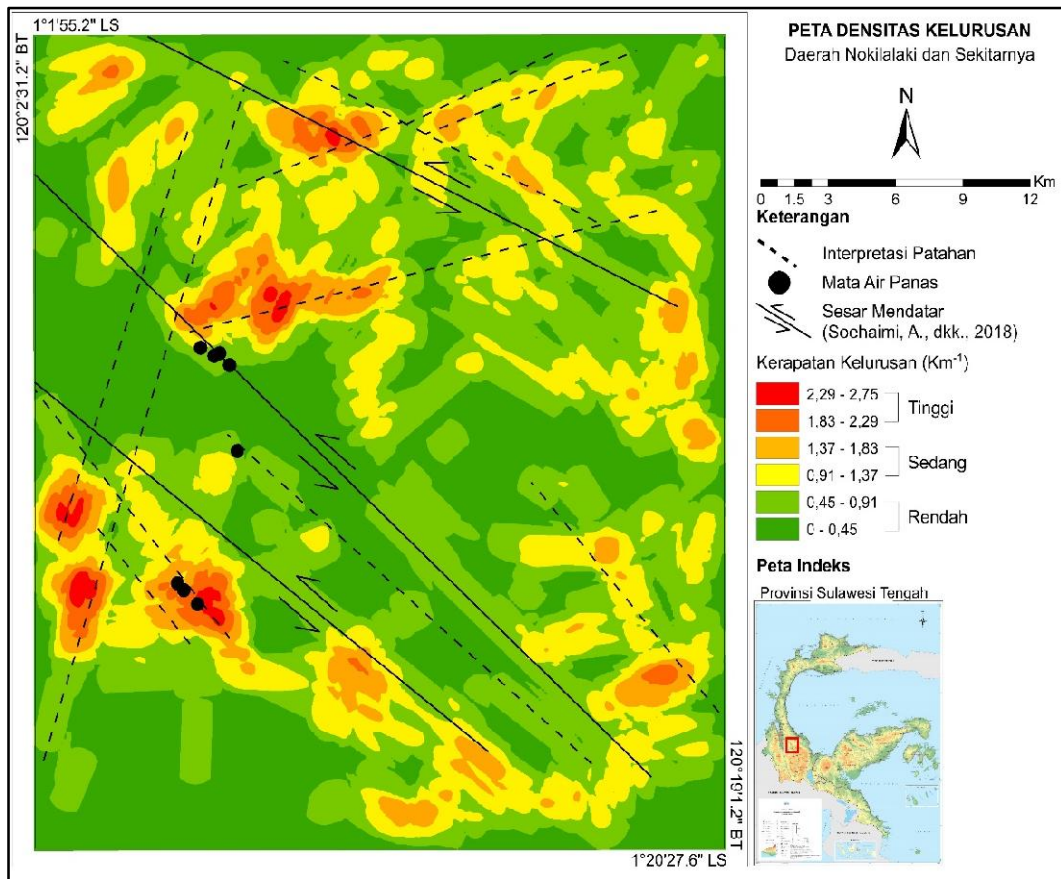 1°1'55.2" LS
120°2'31.2" BT
120°19'1.2" BT
1°20'27.6" LS
PETA DENSITAS KELURUSAN
Daerah Nokilalaki dan Sekitarnya
N
Km
0 1.5 3 6 9 12
Keterangan
Interpretasi Patahan
Mata Air Panas
Sesar Mendatar
(Sochaimi, A., dkk.. 2018)
Kerapatan Kelurusan (Km⁻¹)
2,29 - 2,75
Tinggi
1.83 - 2,29
1,37 - 1,83
Sedang
0,91 - 1,37
0,45 - 0,91
Rendah
0 - 0,45
Peta Indeks
Provinsi Sulawesi Tengah